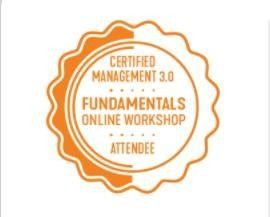 CERTIFIED
MANAGEMENT 3.0
FUNDAMENTALS
ONLINE WORKSHOP
ATTENDEE